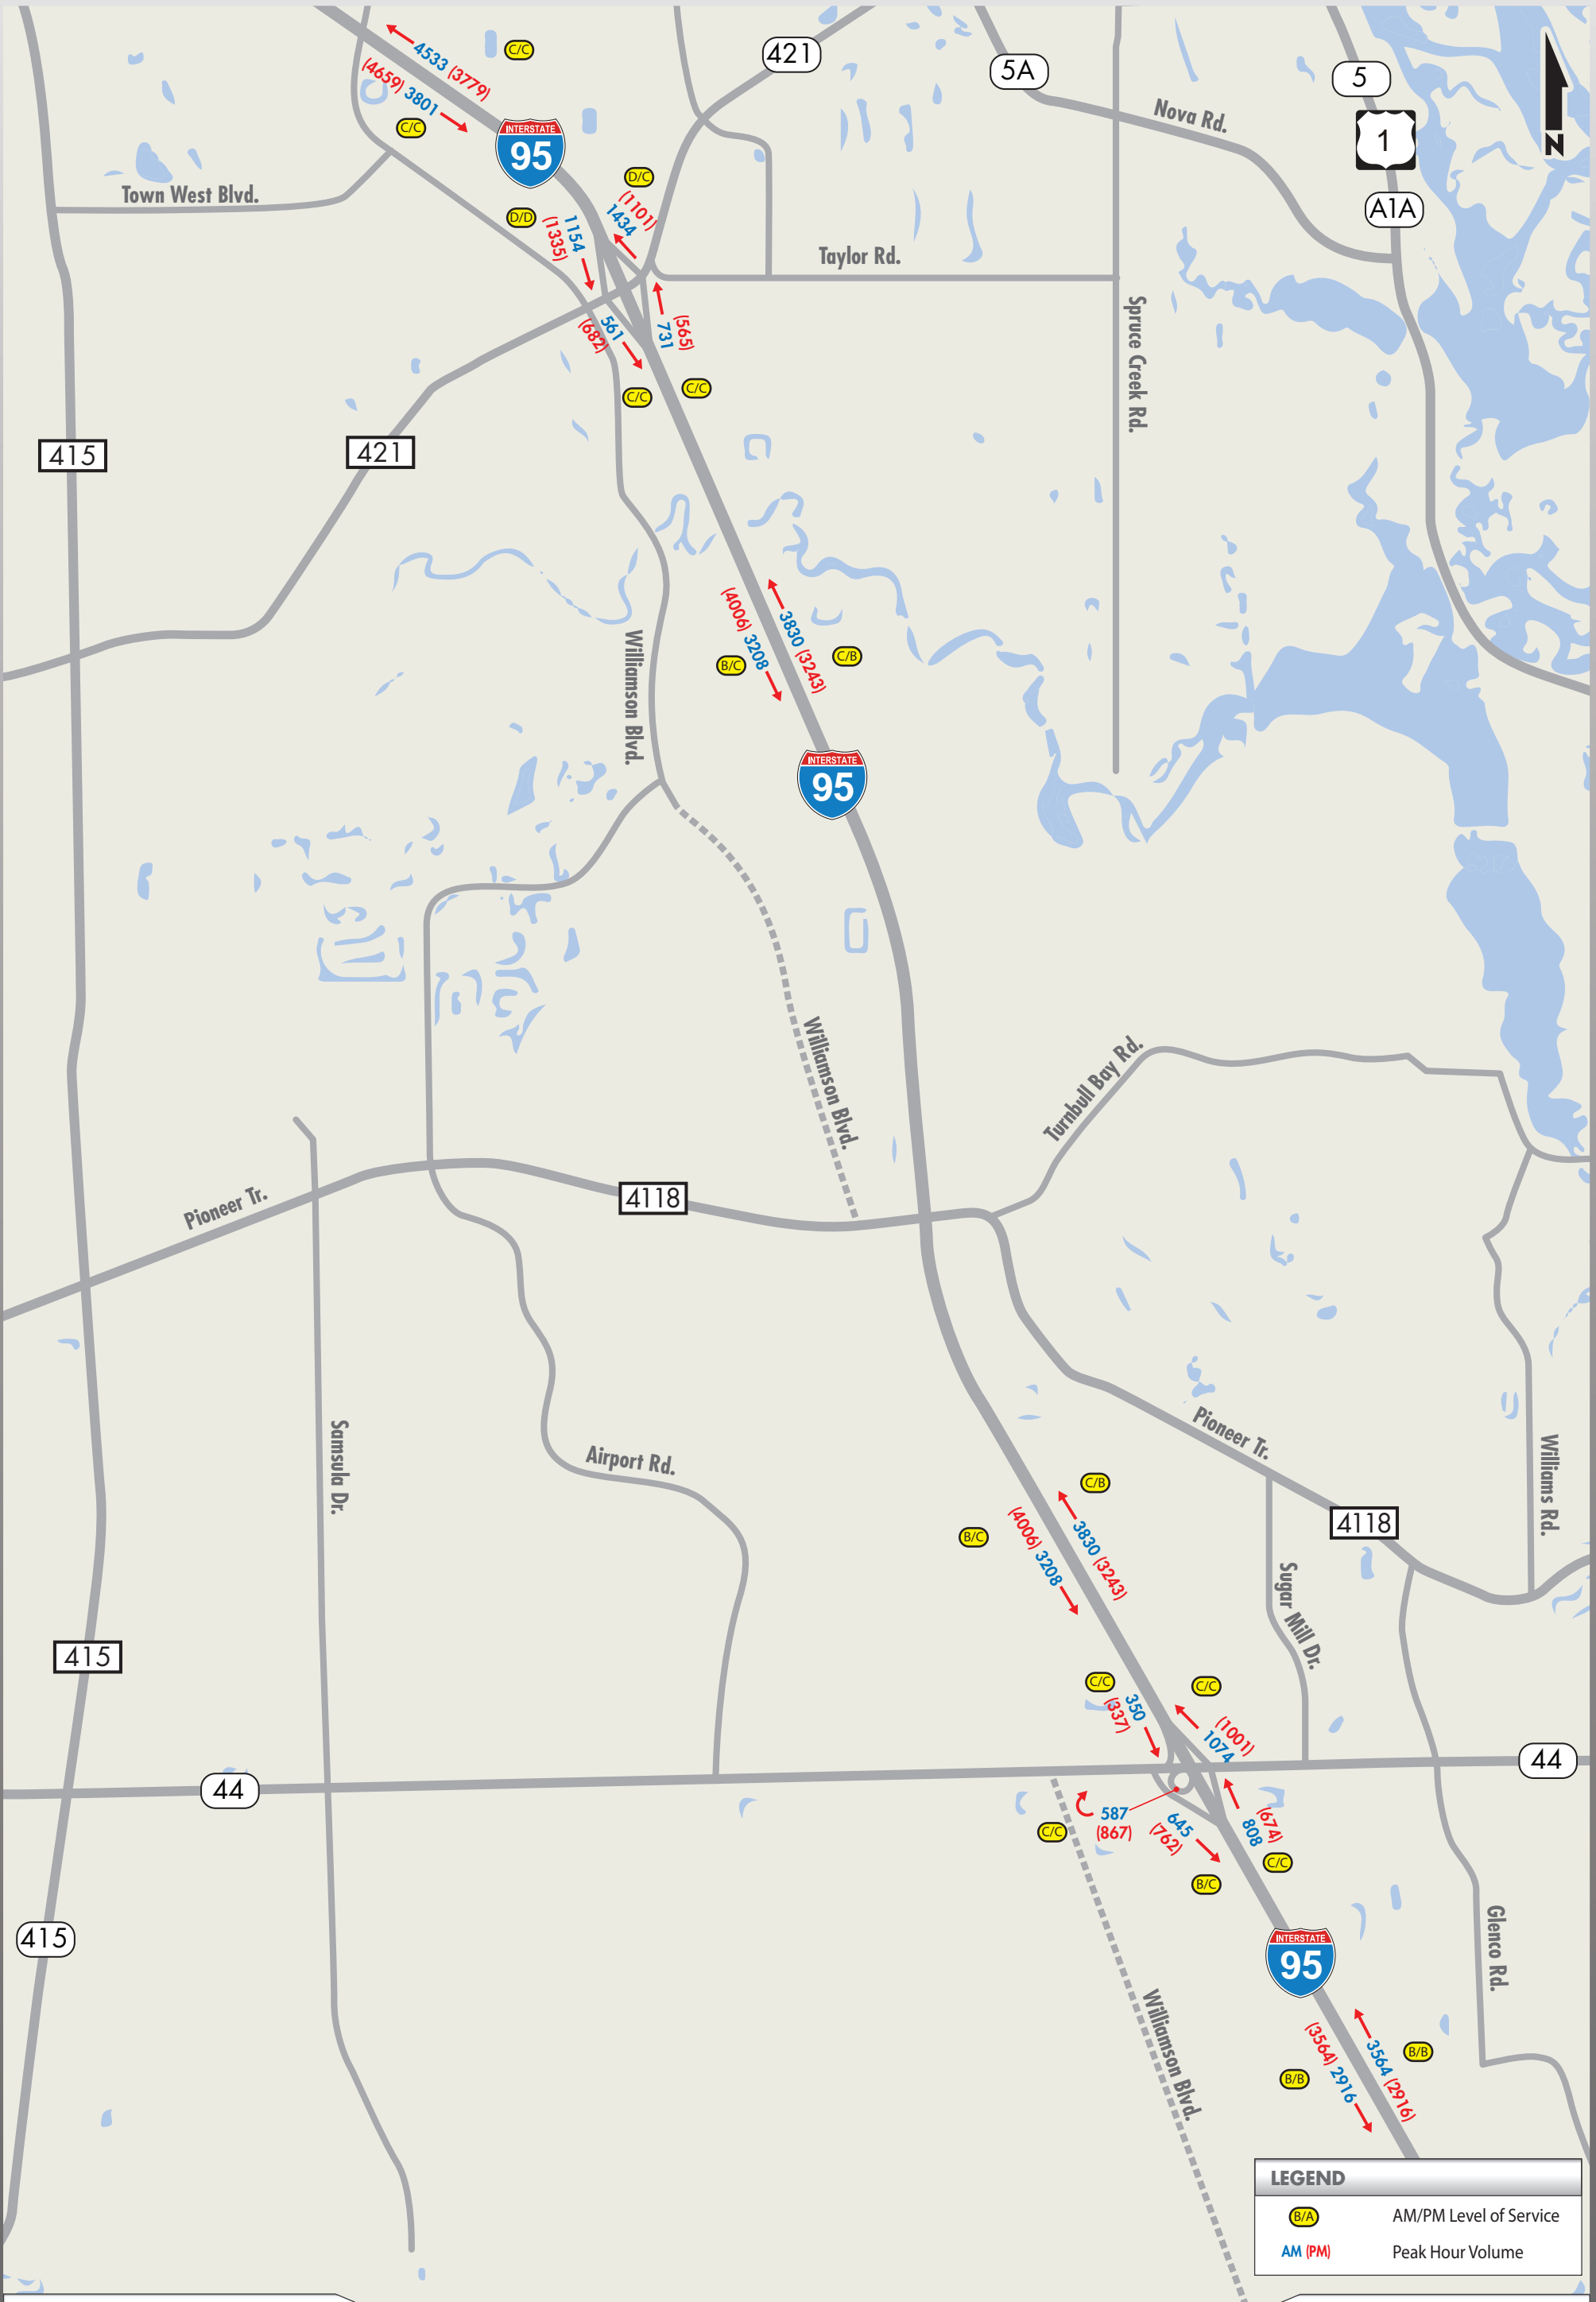 4533 (3779)
C/C
421
5A
5
(4659) 3801
C/C
Nova Rd.
1
N
INTERSTATE
95
Town West Blvd.
D/C
(1101)
1434
A1A
D/D
1154
(1335)
Taylor Rd.
561
(682)
(565)
731
Spruce Creek Rd.
C/C
C/C
415
421
(4006) 3208
3830 (3243)
B/C
C/B
Williamson Blvd.
INTERSTATE
95
Williamson Blvd.
Turnbull Bay Rd.
Pioneer Tr.
4118
Samsula Dr.
Airport Rd.
Pioneer Tr.
Williams Rd.
C/B
B/C
(4006) 3208
3830 (3243)
4118
Sugar Mill Dr.
415
C/C
C/C
350
(337)
(1001)
1074
44
44
587
(867)
645
(762)
(674)
808
C/C
C/C
B/C
415
Glenco Rd.
INTERSTATE
95
Williamson Blvd.
(3564) 2916
3564 (2916)
B/B
B/B
LEGEND
B/A AM/PM Level of Service
AM (PM) Peak Hour Volume